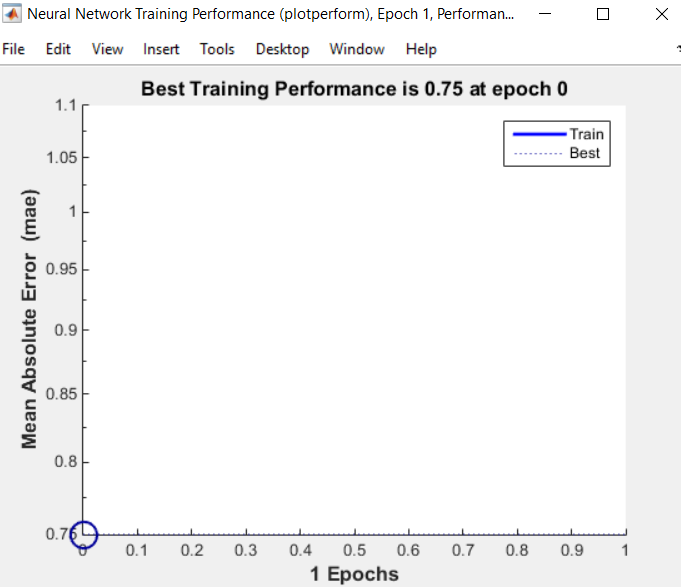 Neural Network Training Performance (plotperform), Epoch 1, Performan...
File Edit View Insert Tools Desktop Window Help
Best Training Performance is 0.75 at epoch 0
1.1
1.05
1
0.95
0.9
0.85
0.8
0.75
Mean Absolute Error (mae)
Train
Best
0 0.1 0.2 0.3 0.4 0.5 0.6 0.7 0.8 0.9 1
1 Epochs